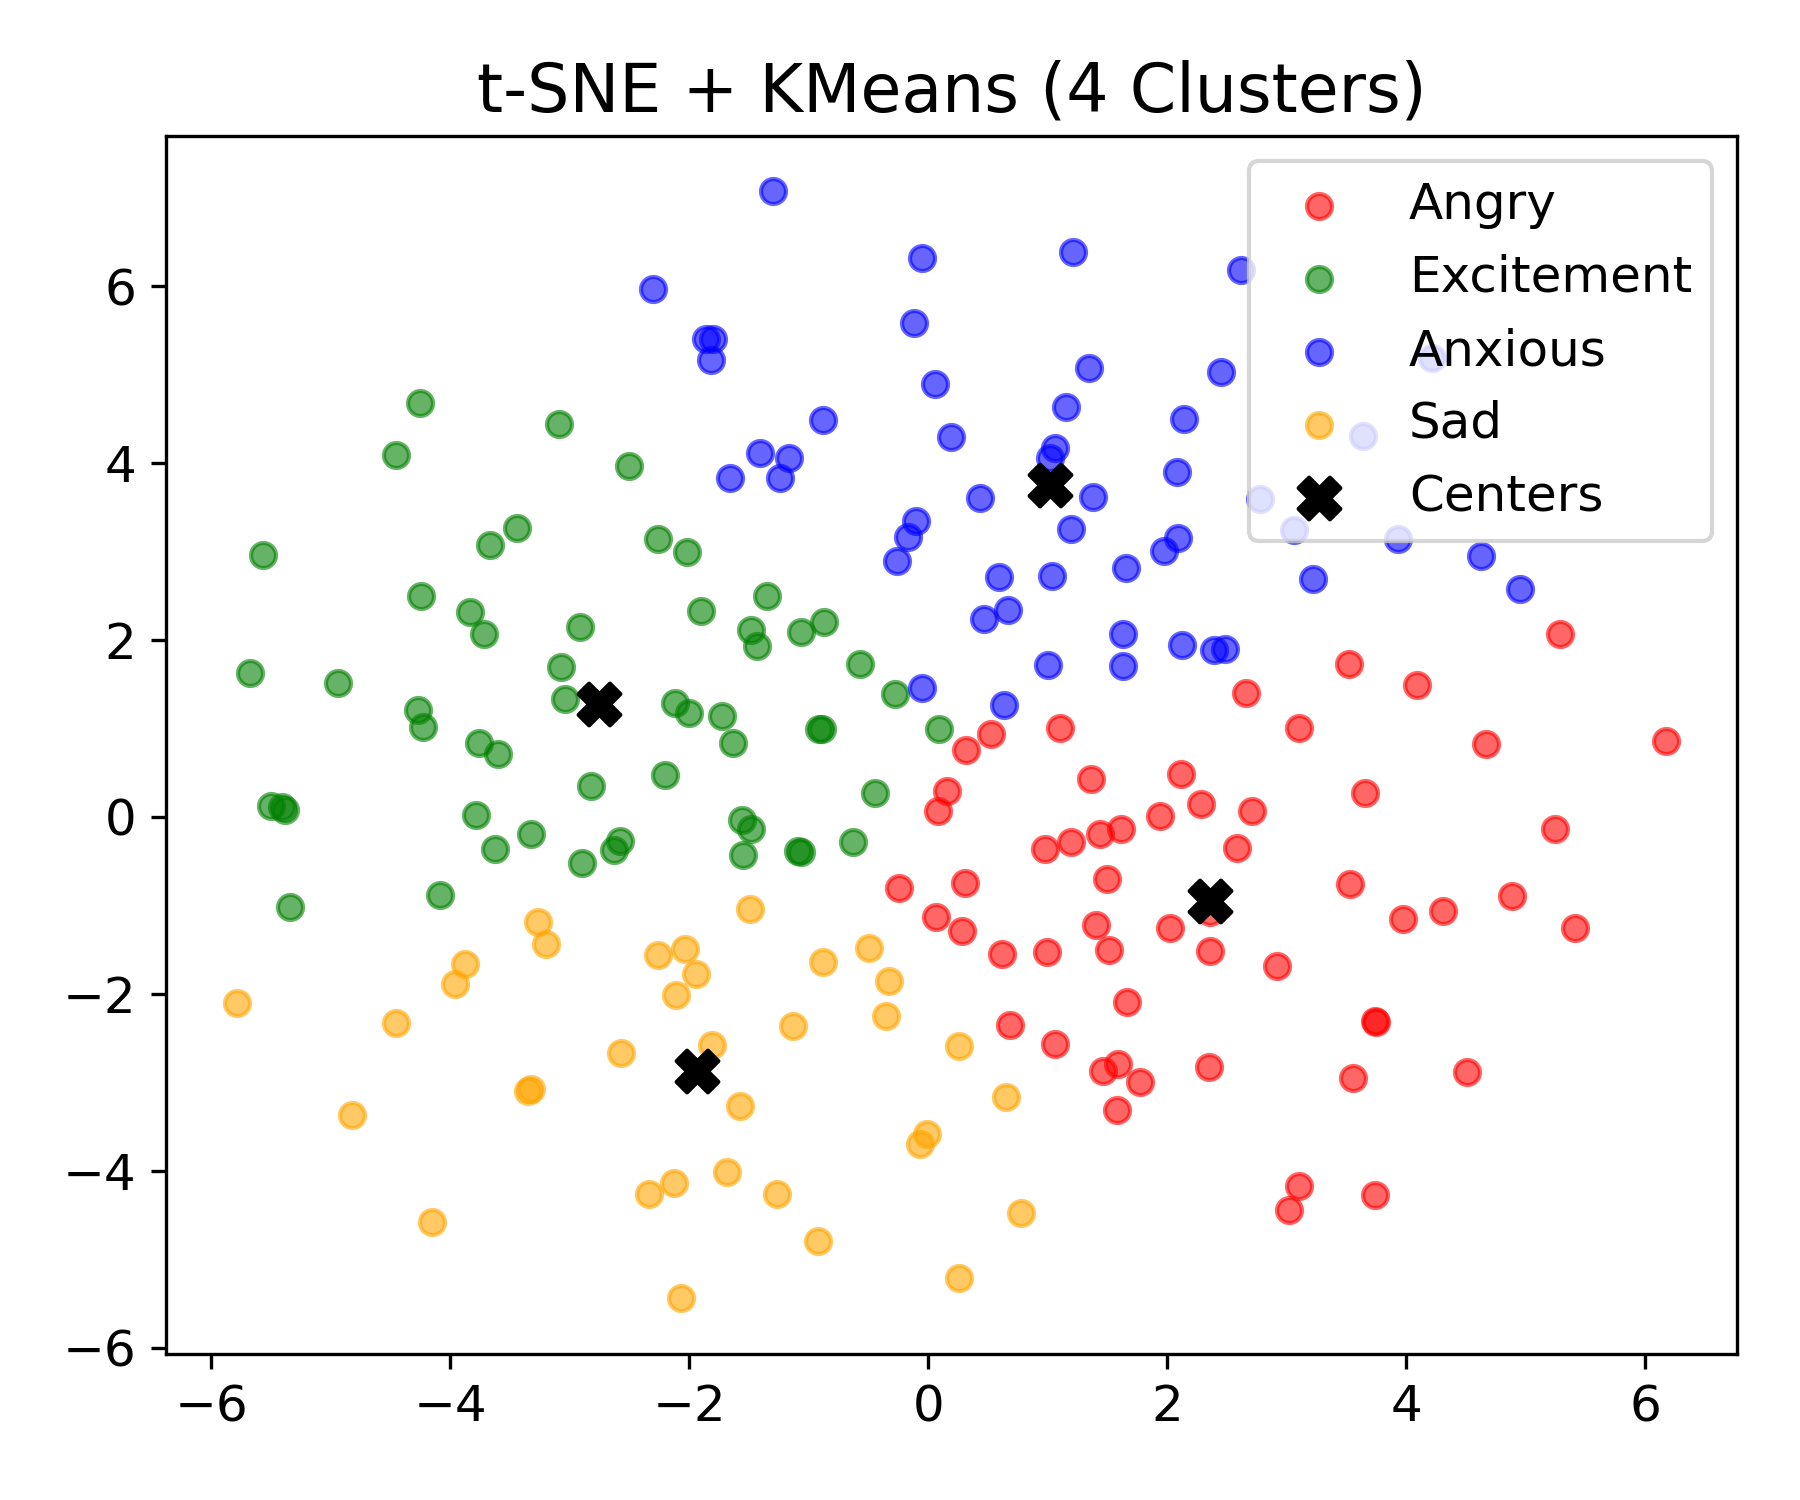 t-SNE + KMeans (4 Clusters)
Angry
Excitement
Anxious
Sad
Centers
6
4
2
0
−2
−4
−6
−6 −4 −2 0 2 4 6